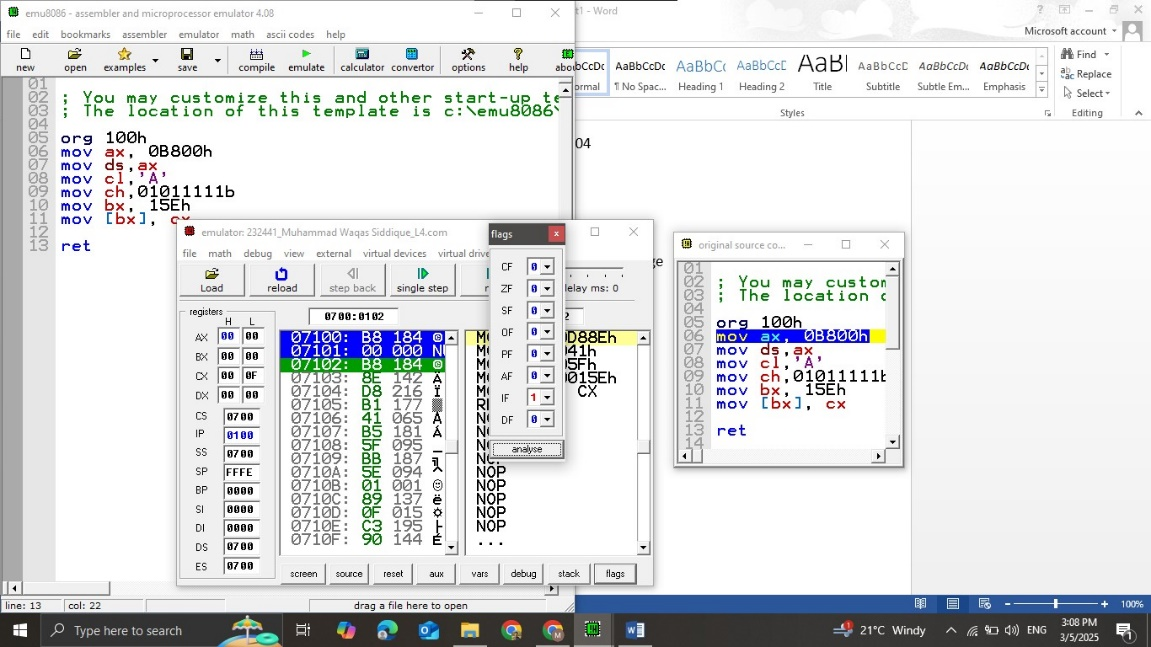 emu8086 - assembler and microprocessor emulator 4.08
file edit bookmarks assembler emulator math ascii codes help
new open examples save compile emulate calculator convertor options help
01
02 ; You may customize this and other start-up te
03 ; The location of this template is c:\emu8086\
04
05 org 100h
06 mov ax, 0B800h
07 mov ds,ax
08 mov cl,'A'
09 mov ch,01011111b
10 mov bx, 15Eh
11 mov [bx], cx
12
13 ret
line: 13 col: 22 drag a file here to open
t1 - Word
Microsoft account
AaBbCcDc AaBbCc AaBbCcC AaB AaBbCcC AaBbCcDc AaBbCcDc
¶ No Spac... Heading 1 Heading 2 Title Subtitle Subtle Em... Emphasis
Styles
Find
Replace
Select
Editing
04
emulator: 232441_Muhammad Waqas Siddique_L4.com
file math debug view external virtual devices virtual drive
Load reload step back single step delay ms: 0
registers
H L
AX 00 00
BX 00 00
CX 00 0F
DX 00 00
CS 0700
IP 0100
SS 0700
SP FFFE
BP 0000
SI 0000
DI 0000
DS 0700
ES 0700
0700:0102
07100: B8 184
07101: 00 000 NU
07102: B8 184
07103: 8E 142
07104: D8 216
07105: B1 177
07106: 41 065 A
07107: B5 181
07108: 5F 095 _
07109: BB 187
0710A: 5E 094 ^
0710B: 01 001
0710C: 89 137 ë
0710D: 0F 015
0710E: C3 195
0710F: 90 144 É
D88Eh
41h
5Fh
015Eh
CX
NOP
NOP
NOP
NOP
...
screen source reset aux vars debug stack flags
flags
CF 0
ZF 0
SF 0
OF 0
PF 0
AF 0
IF 1
DF 0
analyse
original source co...
01
02 ; You may custom
03 ; The location o
04
05 org 100h
06 mov ax, 0B800h
07 mov ds,ax
08 mov cl,'A'
09 mov ch,01011111b
10 mov bx, 15Eh
11 mov [bx], cx
12
13 ret
14
100%
Type here to search
21°C Windy
ENG
3:08 PM
3/5/2025
1